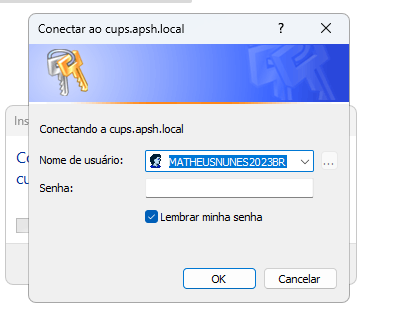 Conectar ao cups.apsh.local
?
Ins
Co
cu
Conectando a cups.apsh.local
Nome de usuário:
MATHEUSNUNES2023BR
...
Senha:
Lembrar minha senha
OK
Cancelar